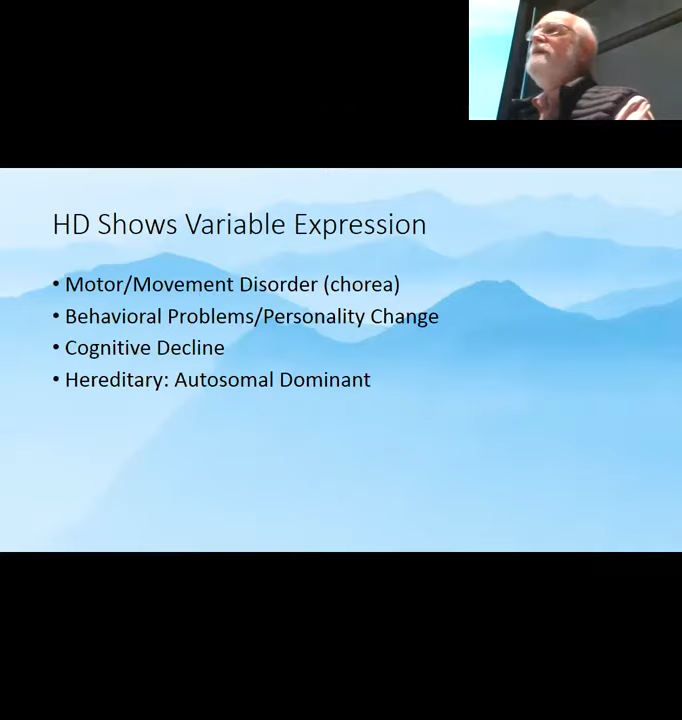 HD Shows Variable Expression
• Motor/Movement Disorder (chorea)
• Behavioral Problems/Personality Change
• Cognitive Decline
• Hereditary: Autosomal Dominant